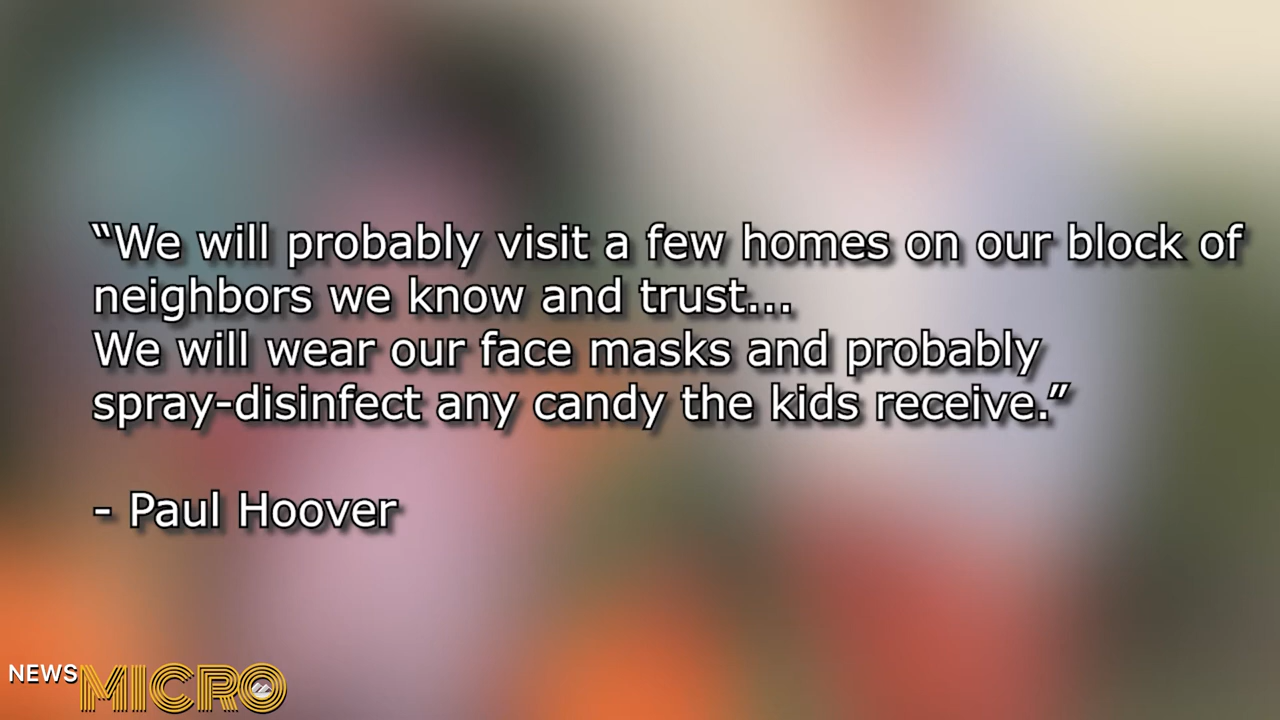 “We will probably visit a few homes on our block of
neighbors we know and trust...
We will wear our face masks and probably
spray-disinfect any candy the kids receive.”
- Paul Hoover
NEWS MICRO